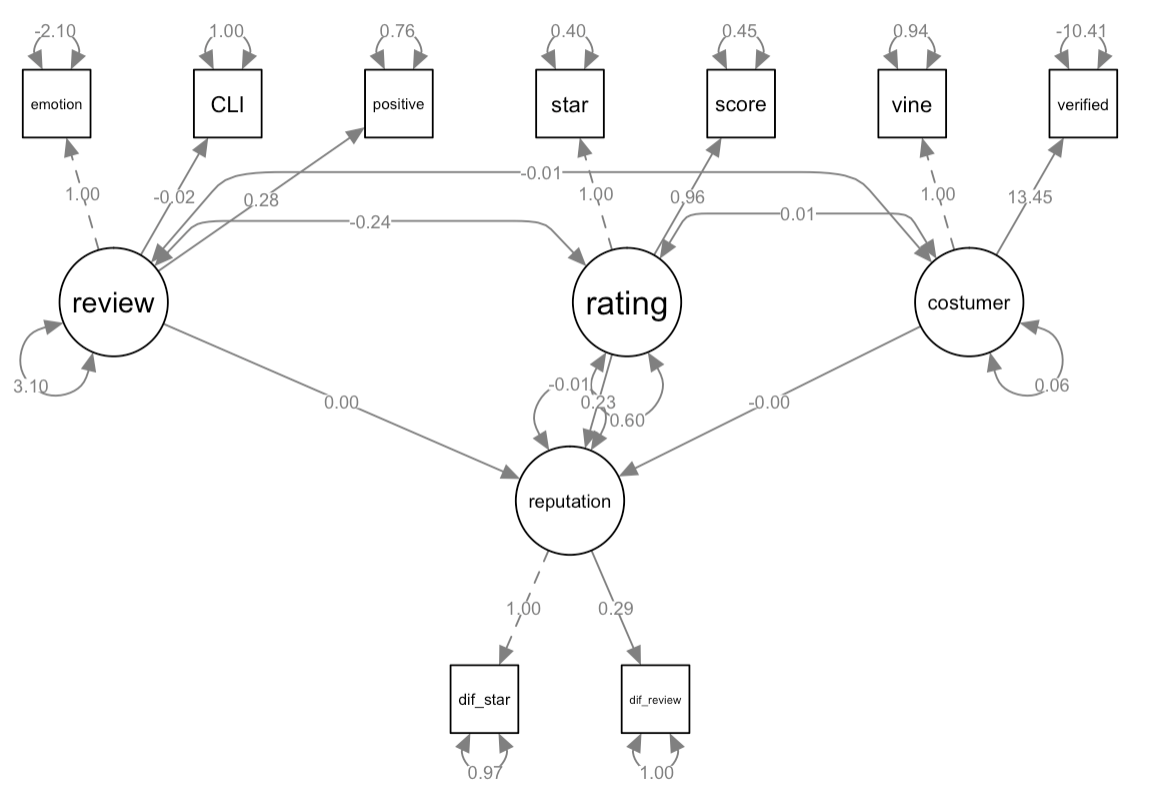 -2.10
1.00
0.76
0.40
0.45
0.94
-10.41
emotion
CLI
positive
star
score
vine
verified
-0.01
1.00
-0.02
0.28
1.00
0.96
1.00
13.45
-0.24
0.01
review
rating
costumer
3.10
-0.01
0.06
0.00
0.23
-0.00
0.60
reputation
1.00
0.29
dif_star
dif_review
0.97
1.00